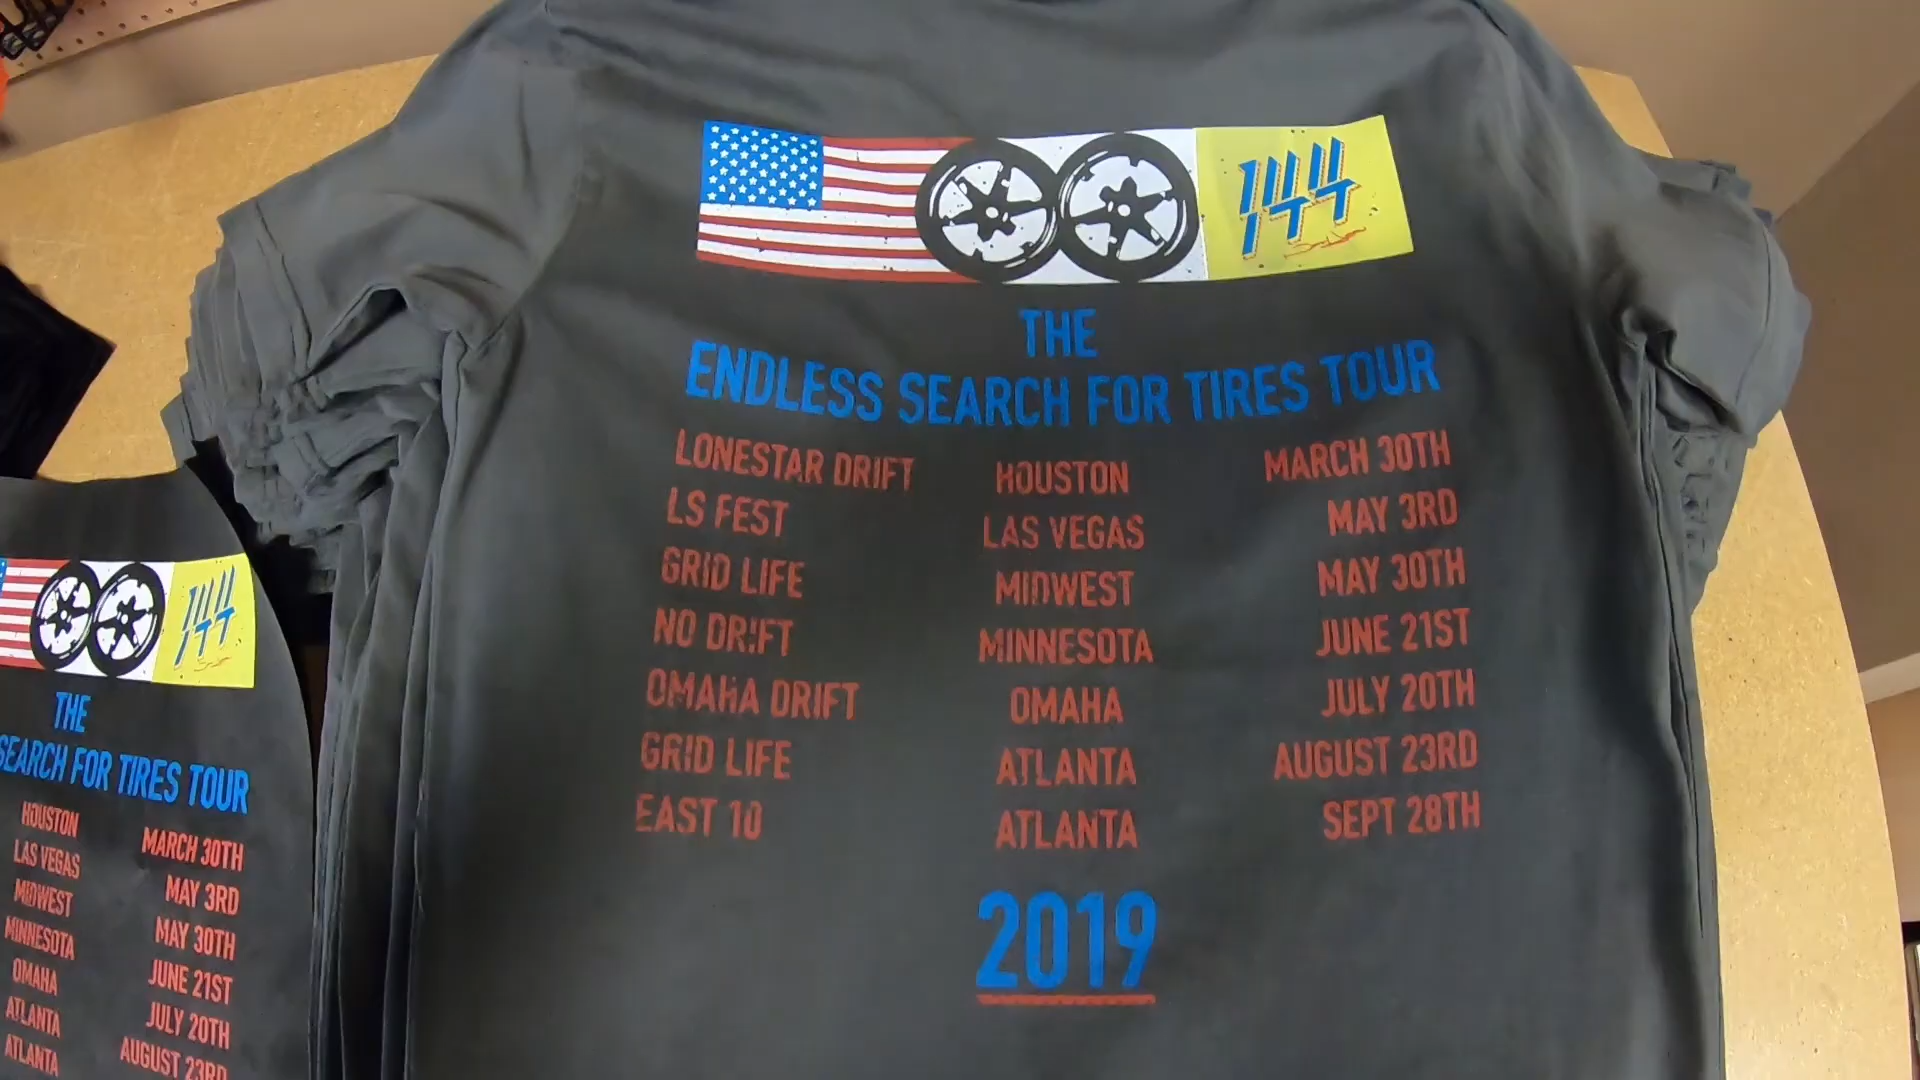 144
THE
ENDLESS SEARCH FOR TIRES TOUR
LONESTAR DRIFT HOUSTON MARCH 30TH
LS FEST LAS VEGAS MAY 3RD
GRID LIFE MIDWEST MAY 30TH
NO DRIFT MINNESOTA JUNE 21ST
OMAHA DRIFT OMAHA JULY 20TH
GRID LIFE ATLANTA AUGUST 23RD
EAST 10 ATLANTA SEPT 28TH
2019
144
THE
SEARCH FOR TIRES TOUR
HOUSTON MARCH 30TH
LAS VEGAS MAY 3RD
MIDWEST MAY 30TH
MINNESOTA JUNE 21ST
OMAHA JULY 20TH
ATLANTA AUGUST 23RD
ATLANTA